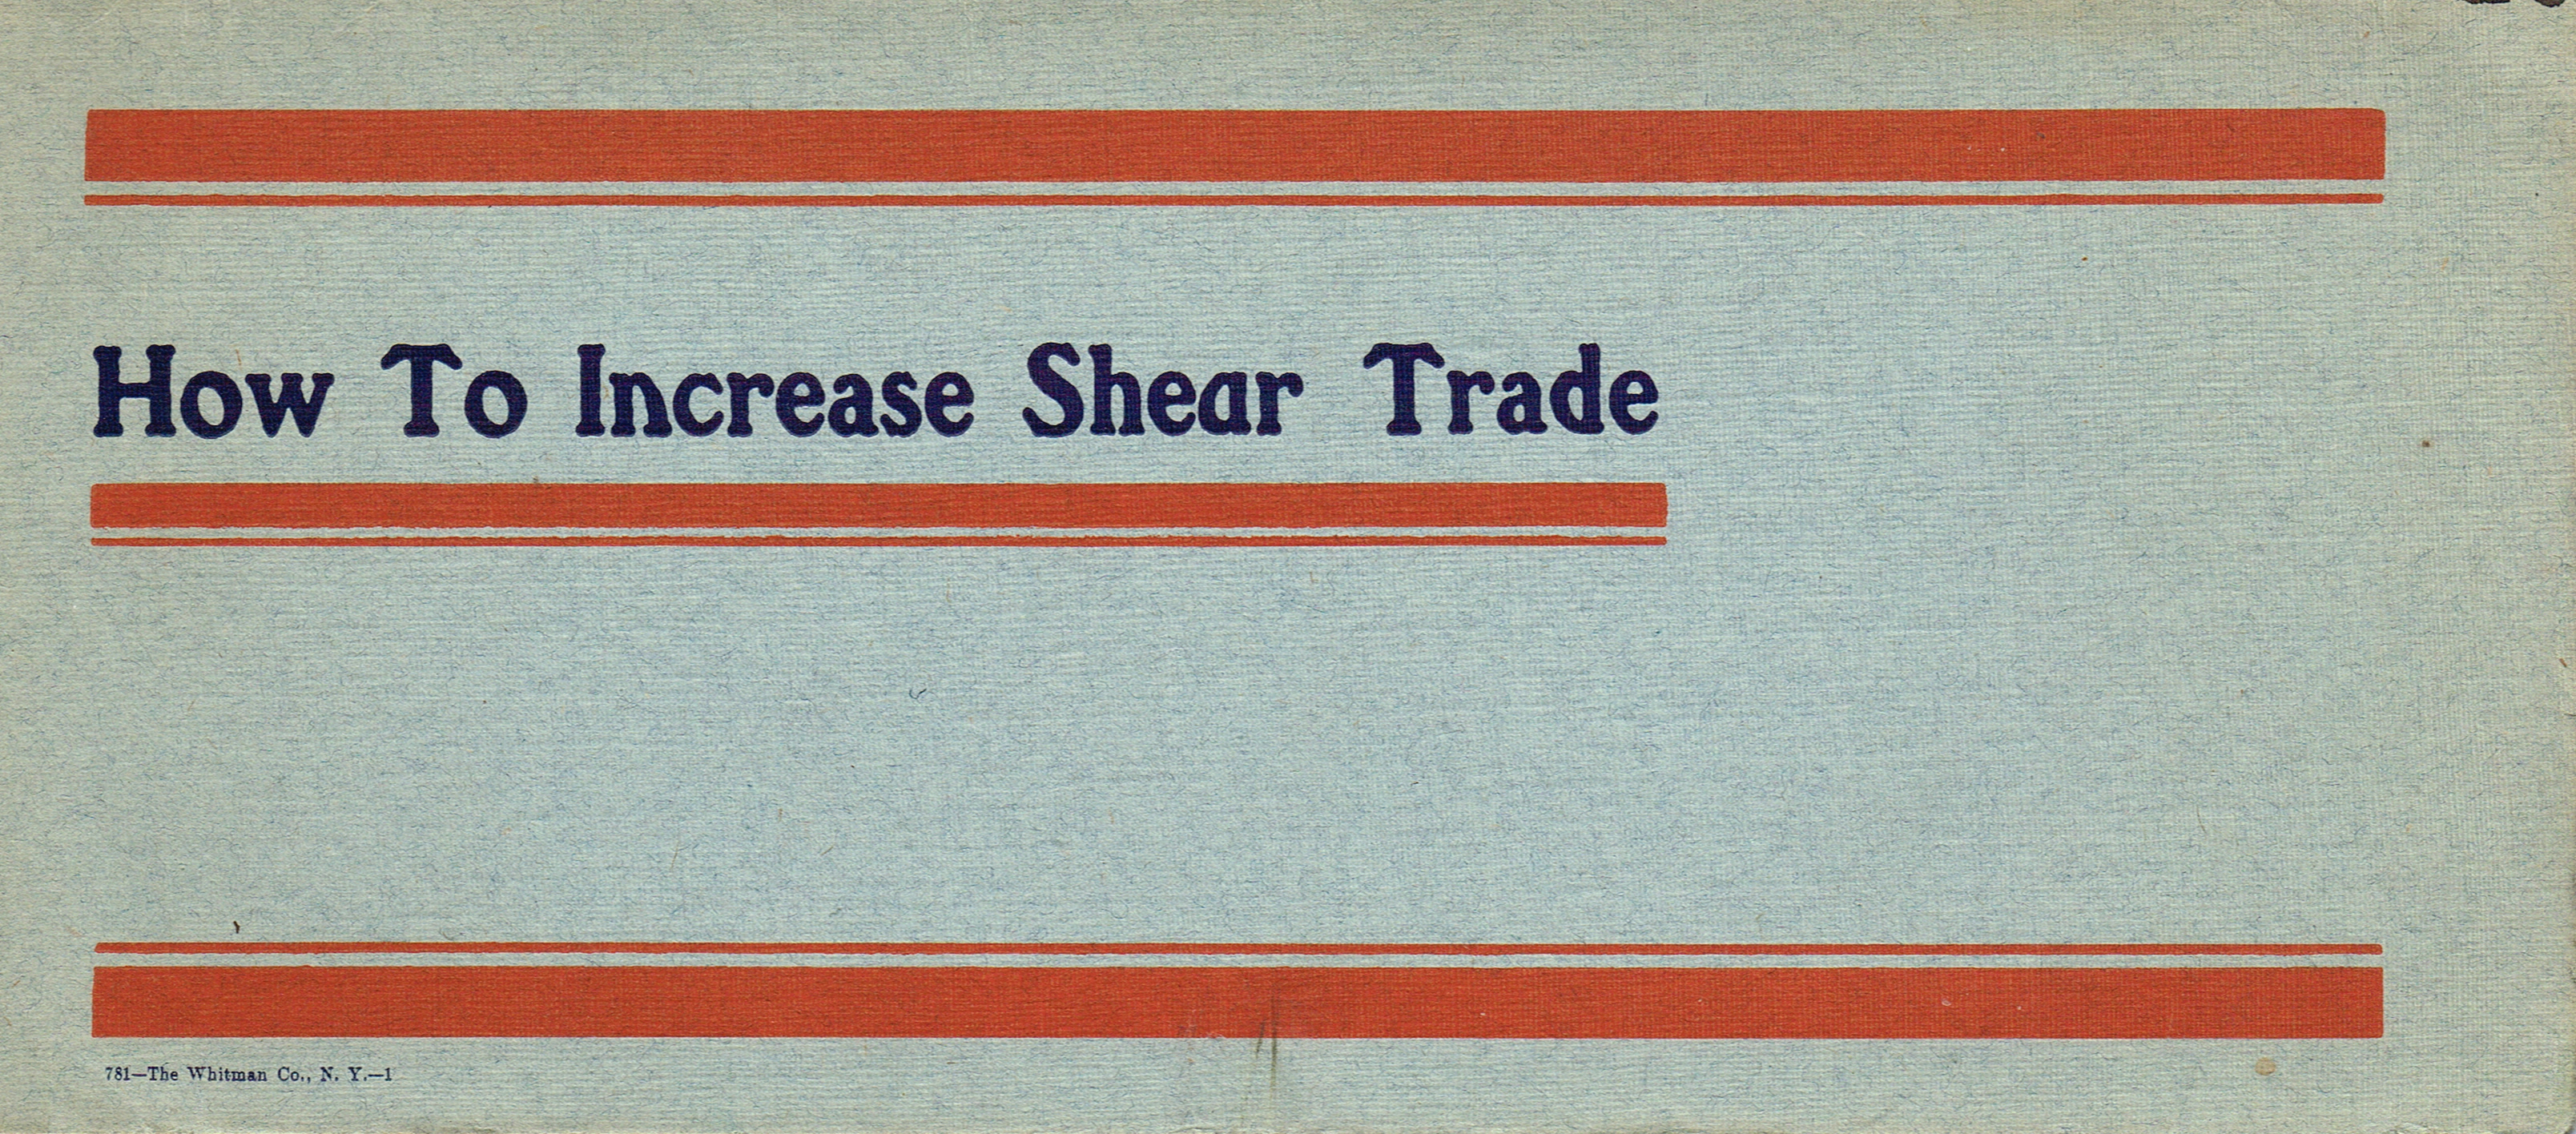 How To Increase Shear Trade
781—The Whitman Co., N. Y.—1